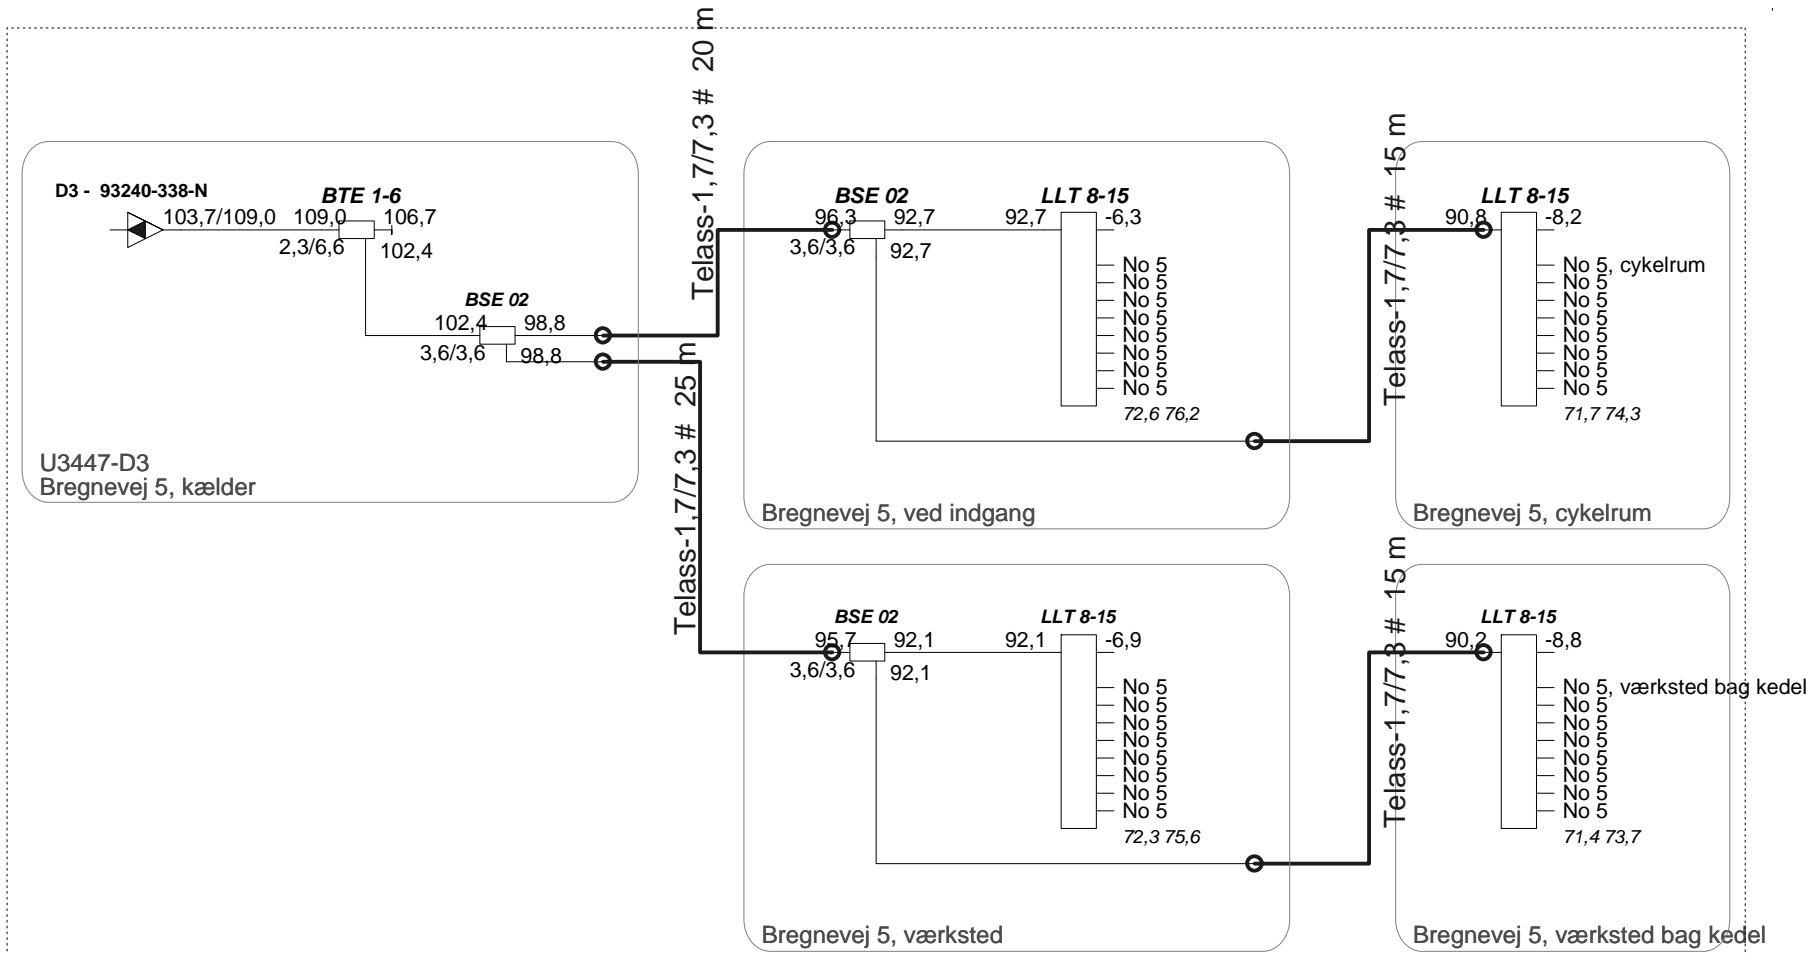 D3 - 93240-338-N
103,7/109,0
BTE 1-6
109,0
106,7
2,3/6,6
102,4
BSE 02
102,4
98,8
3,6/3,6
98,8
U3447-D3
Bregnevej 5, kælder
Telass-1,7/7,3 # 20 m
Telass-1,7/7,3 # 25 m
BSE 02
96,3
92,7
3,6/3,6
92,7
LLT 8-15
92,7
-6,3
No 5
No 5
No 5
No 5
No 5
No 5
No 5
No 5
72,6 76,2
Bregnevej 5, ved indgang
Telass-1,7/7,3 # 15 m
LLT 8-15
90,8
-8,2
No 5, cykelrum
No 5
No 5
No 5
No 5
No 5
No 5
No 5
71,7 74,3
Bregnevej 5, cykelrum
BSE 02
95,7
92,1
3,6/3,6
92,1
LLT 8-15
92,1
-6,9
No 5
No 5
No 5
No 5
No 5
No 5
No 5
No 5
72,3 75,6
Bregnevej 5, værksted
Telass-1,7/7,3 # 15 m
LLT 8-15
90,2
-8,8
No 5, værksted bag kedel
No 5
No 5
No 5
No 5
No 5
No 5
No 5
71,4 73,7
Bregnevej 5, værksted bag kedel